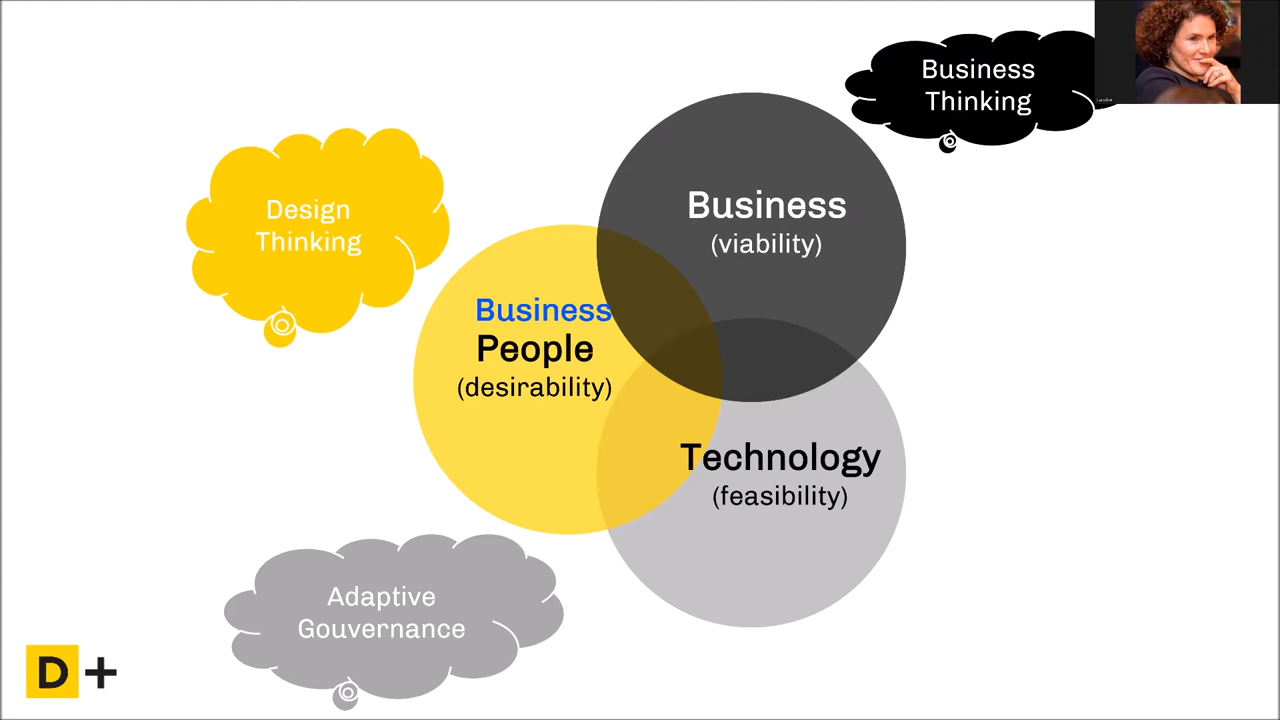 Business
Thinking
Design
Thinking
Business
(viability)
Business
People
(desirability)
Technology
(feasibility)
Adaptive
Gouvernance
D+